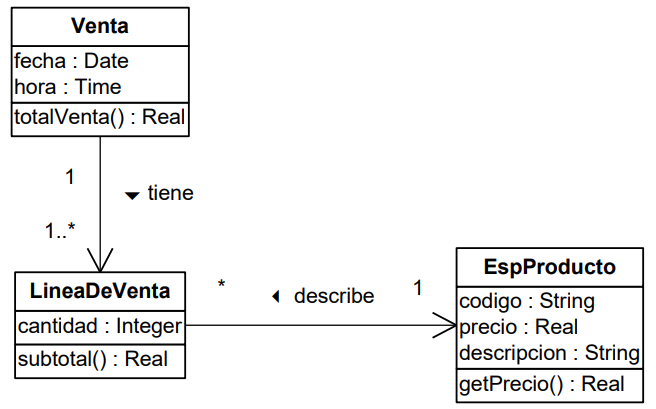 Venta
fecha : Date
hora : Time
totalVenta() : Real
1
tiene
1..*
LineaDeVenta
cantidad : Integer
subtotal() : Real
*
describe
1
EspProducto
codigo : String
precio : Real
descripcion : String
getPrecio() : Real